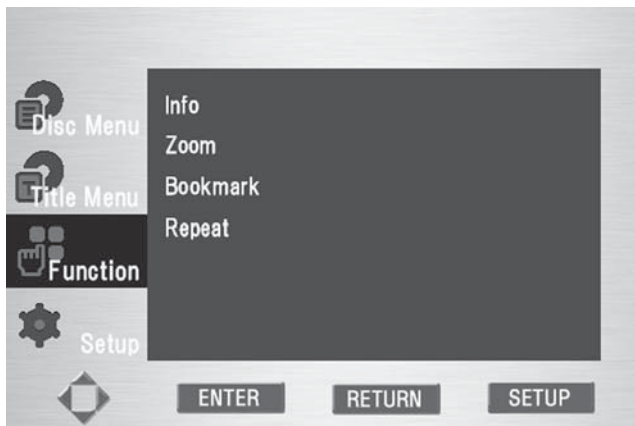 Disc Menu
Title Menu
Function
Setup
Info
Zoom
Bookmark
Repeat
ENTER RETURN SETUP